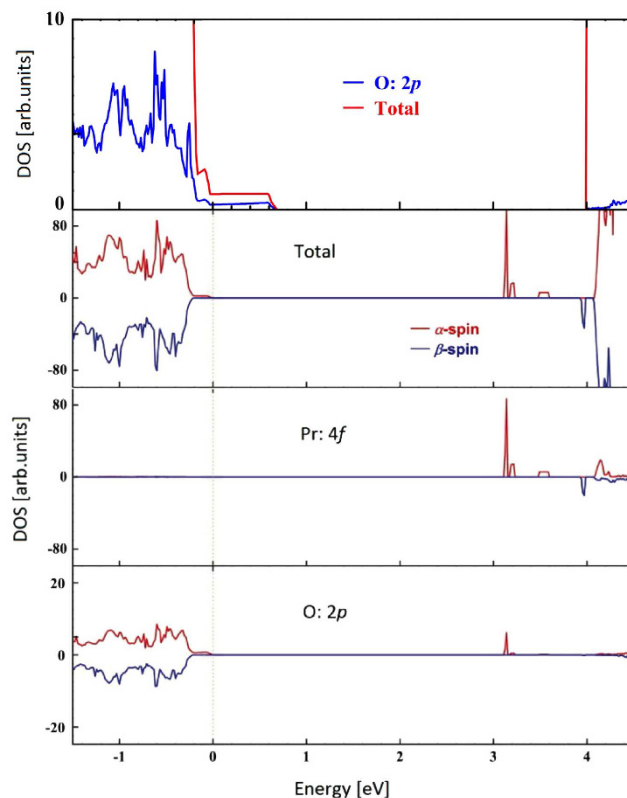 10
5
0
DOS [arb.units]
O: 2p
Total
80
0
-80
Total
α-spin
β-spin
80
0
-80
DOS [arb.units]
Pr: 4f
20
0
-20
O: 2p
-1 0 1 2 3 4
Energy [eV]